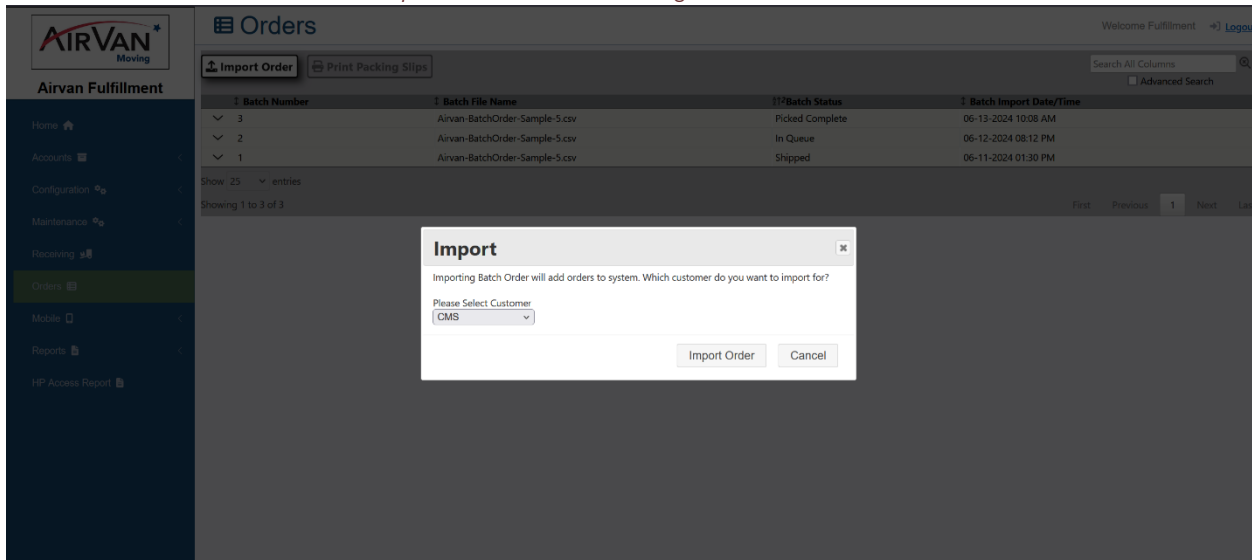 AIRVAN
Moving
Airvan Fulfillment
Home
Accounts
Configuration
Maintenance
Receiving
Orders
Mobile
Reports
HP Access Report
Orders
Welcome Fulfillment
Import Order Print Packing Slips
Search All Columns
Advanced Search
Batch Number Batch File Name Batch Status Batch Import Date/Time
3 Airvan-BatchOrder-Sample-5.csv Picked Complete 06-13-2024 10:08 AM
2 Airvan-BatchOrder-Sample-5.csv In Queue 06-12-2024 08:12 PM
1 Airvan-BatchOrder-Sample-5.csv Shipped 06-11-2024 01:30 PM
Show 25 entries
Showing 1 to 3 of 3
First Previous 1 Next
Import
Importing Batch Order will add orders to system. Which customer do you want to import for?
Please Select Customer
CMS
Import Order Cancel